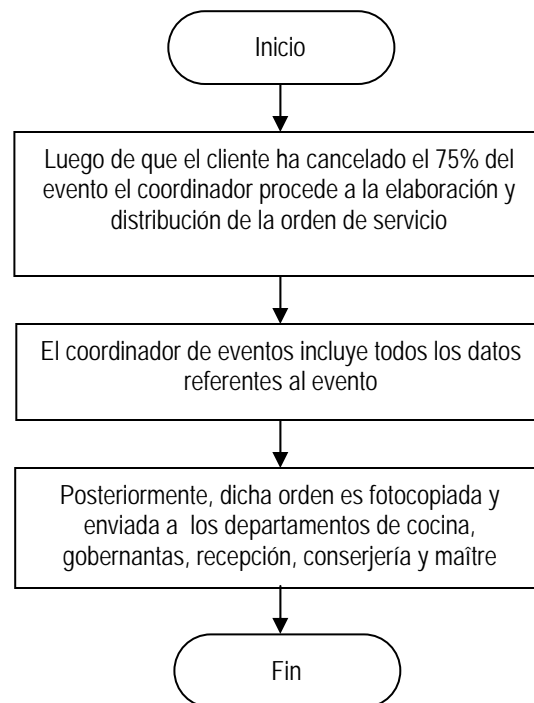 Inicio
Luego de que el cliente ha cancelado el 75% del
evento el coordinador procede a la elaboración y
distribución de la orden de servicio
El coordinador de eventos incluye todos los datos
referentes al evento
Posteriormente, dicha orden es fotocopiada y
enviada a los departamentos de cocina,
gobernantas, recepción, conserjería y maître
Fin